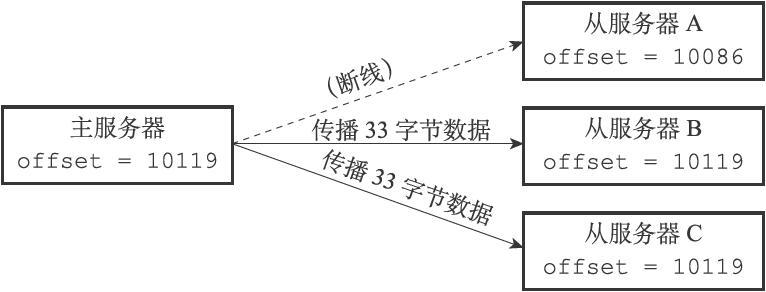 主服务器
offset = 10119
(断线)
传播 33 字节数据
传播 33 字节数据
从服务器 A
offset = 10086
从服务器 B
offset = 10119
从服务器 C
offset = 10119